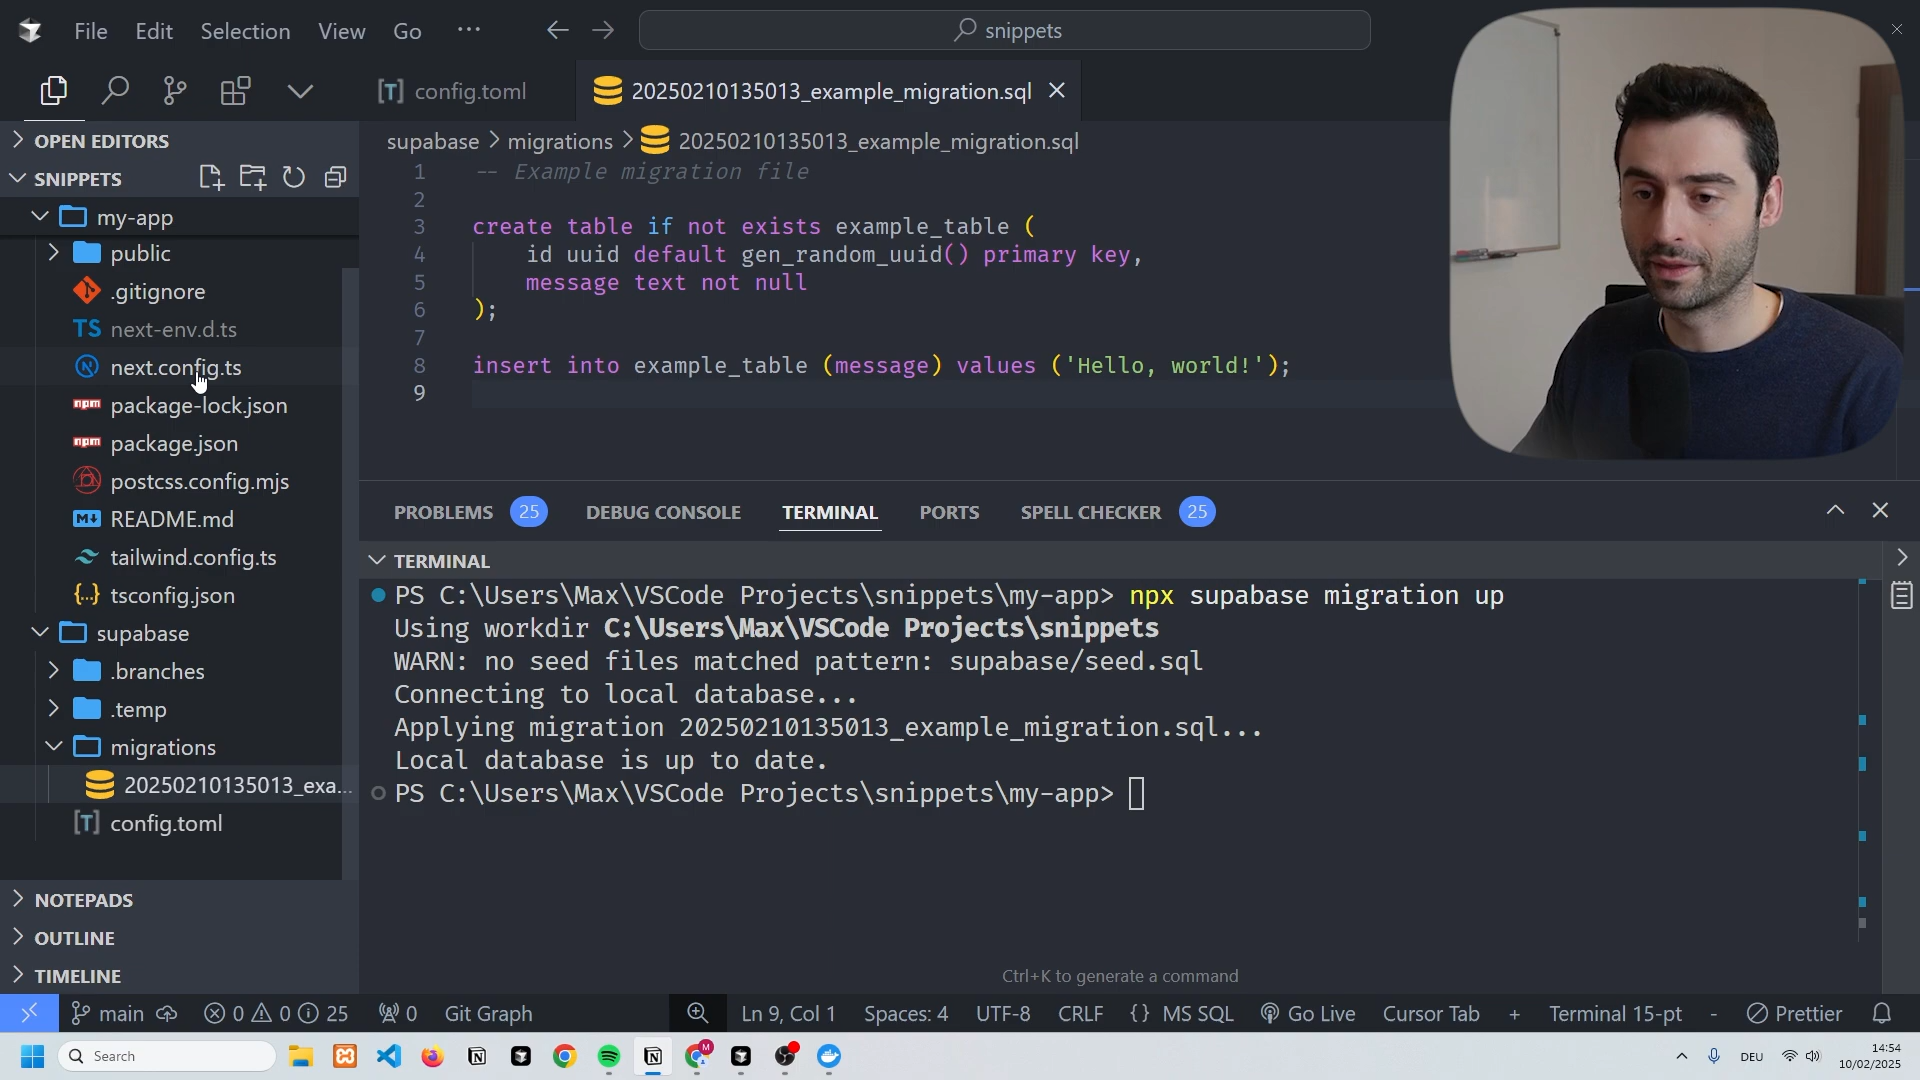 File Edit Selection View Go ··· snippets
config.toml 20250210135013_example_migration.sql
OPEN EDITORS
SNIPPETS
my-app
public
.gitignore
TS next-env.d.ts
next.config.ts
npm package-lock.json
npm package.json
postcss.config.mjs
README.md
tailwind.config.ts
tsconfig.json
supabase
.branches
.temp
migrations
20250210135013_exa...
[T] config.toml
NOTEPADS
OUTLINE
TIMELINE
supabase > migrations > 20250210135013_example_migration.sql
1 -- Example migration file
2
3 create table if not exists example_table (
4 id uuid default gen_random_uuid() primary key,
5 message text not null
6 );
7
8 insert into example_table (message) values ('Hello, world!');
9
PROBLEMS 25 DEBUG CONSOLE TERMINAL PORTS SPELL CHECKER 25
TERMINAL
PS C:\Users\Max\VSCode Projects\snippets\my-app> npx supabase migration up
Using workdir C:\Users\Max\VSCode Projects\snippets
WARN: no seed files matched pattern: supabase/seed.sql
Connecting to local database...
Applying migration 20250210135013_example_migration.sql...
Local database is up to date.
PS C:\Users\Max\VSCode Projects\snippets\my-app>
Ctrl+K to generate a command
main 0 0 25 0 Git Graph Ln 9, Col 1 Spaces: 4 UTF-8 CRLF {} MS SQL Go Live Cursor Tab + Terminal 15-pt - Prettier
Search DEU 14:54
10/02/2025